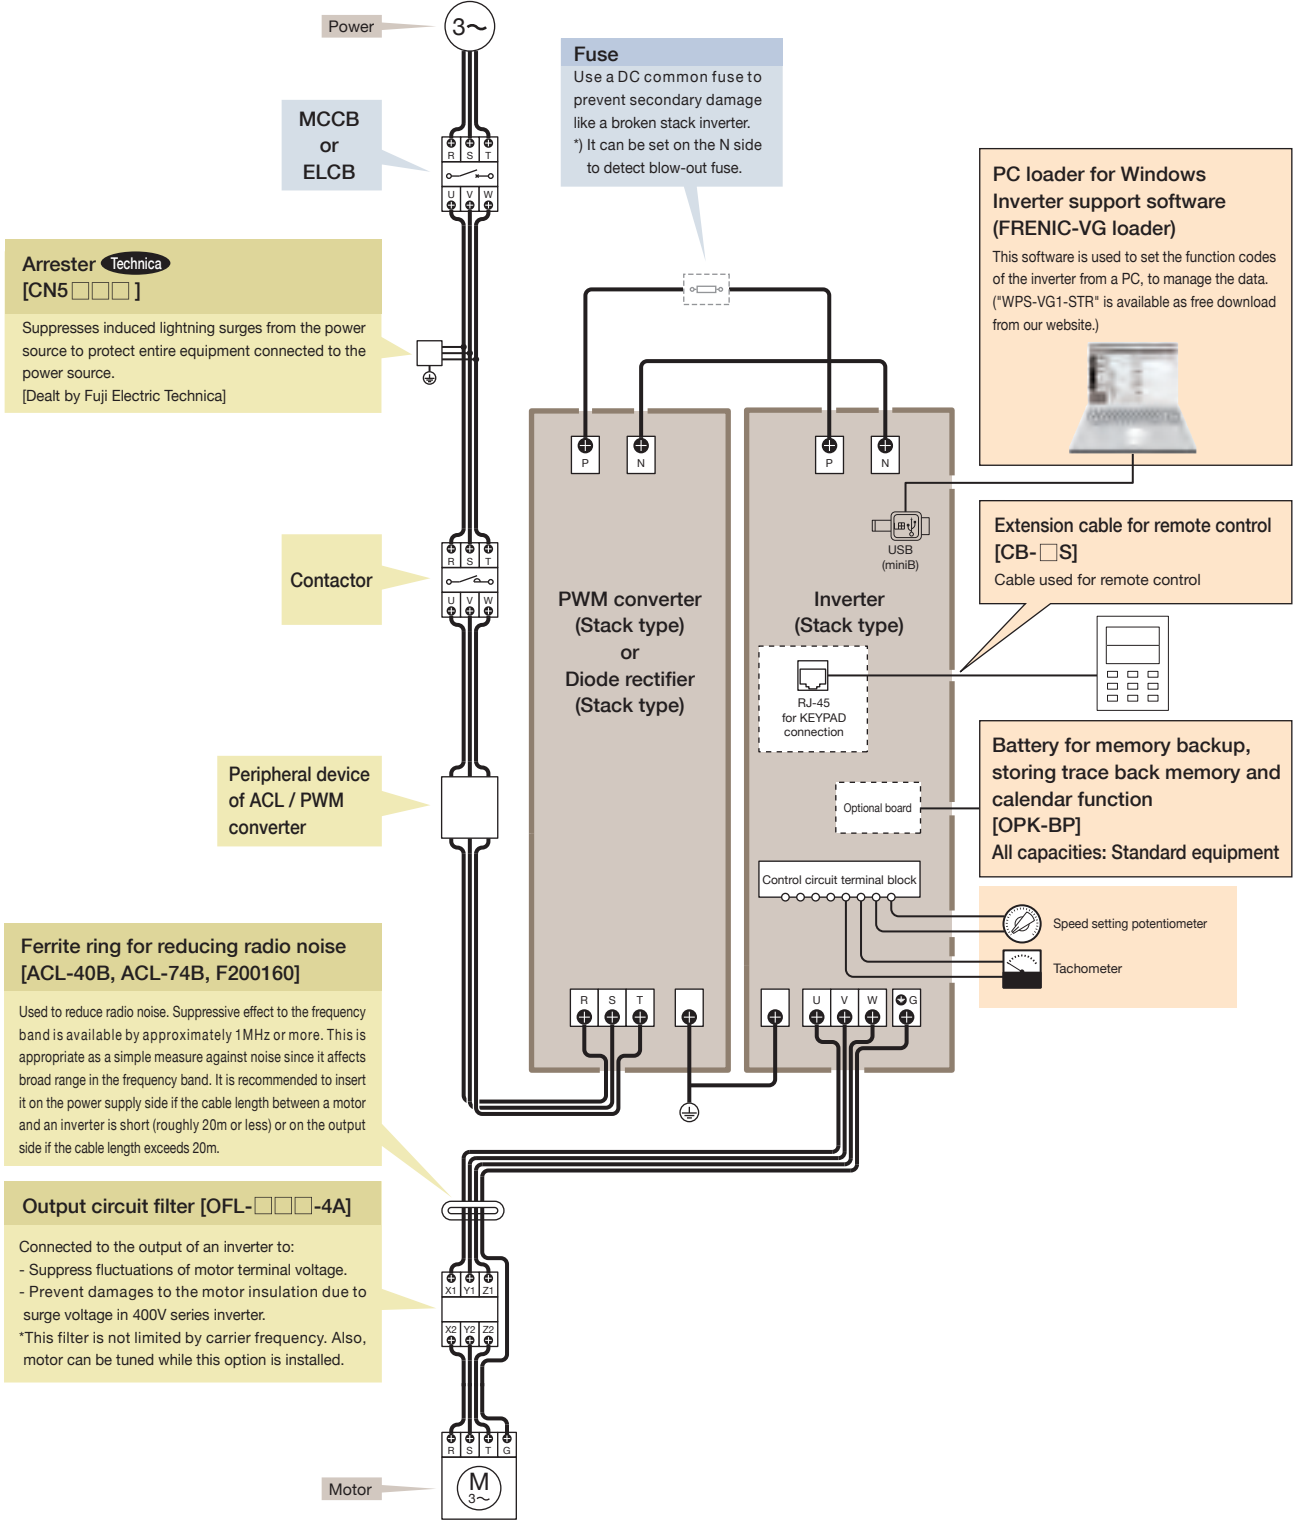 Power
3~
MCCB
or
ELCB
R S T
U V W
Fuse
Use a DC common fuse to
prevent secondary damage
like a broken stack inverter.
*) It can be set on the N side
to detect blow-out fuse.
Arrester Technica
[CN5□□□ ]
Suppresses induced lightning surges from the power
source to protect entire equipment connected to the
power source.
[Dealt by Fuji Electric Technica]
PC loader for Windows
Inverter support software
(FRENIC-VG loader)
This software is used to set the function codes
of the inverter from a PC, to manage the data.
("WPS-VG1-STR" is available as free download
from our website.)
P N
P N
USB
(miniB)
Contactor
R S T
U V W
Extension cable for remote control
[CB-□S]
Cable used for remote control
PWM converter
(Stack type)
or
Diode rectifier
(Stack type)
Inverter
(Stack type)
RJ-45
for KEYPAD
connection
Battery for memory backup,
storing trace back memory and
calendar function
[OPK-BP]
All capacities: Standard equipment
Optional board
Peripheral device
of ACL / PWM
converter
Control circuit terminal block
Speed setting potentiometer
Tachometer
Ferrite ring for reducing radio noise
[ACL-40B, ACL-74B, F200160]
Used to reduce radio noise. Suppressive effect to the frequency
band is available by approximately 1MHz or more. This is
appropriate as a simple measure against noise since it affects
broad range in the frequency band. It is recommended to insert
it on the power supply side if the cable length between a motor
and an inverter is short (roughly 20m or less) or on the output
side if the cable length exceeds 20m.
R S T
U V W G
Output circuit filter [OFL-□□□-4A]
Connected to the output of an inverter to:
- Suppress fluctuations of motor terminal voltage.
- Prevent damages to the motor insulation due to
surge voltage in 400V series inverter.
*This filter is not limited by carrier frequency. Also,
motor can be tuned while this option is installed.
X1 Y1 Z1
X2 Y2 Z2
R S T G
Motor
M
3~